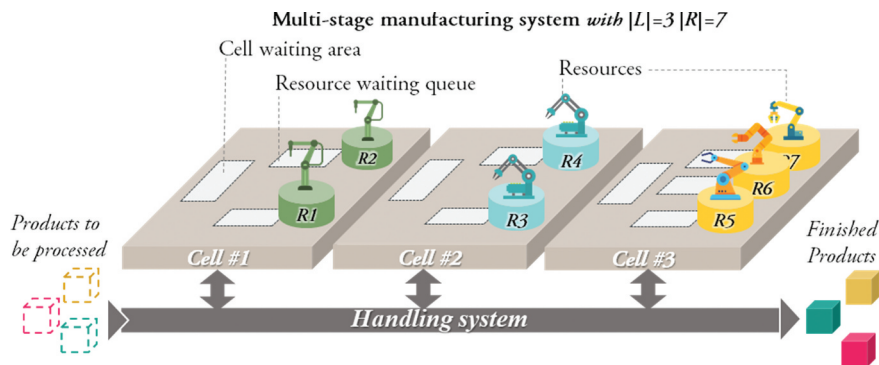 Multi-stage manufacturing system with |L|=3 |R|=7
Cell waiting area
Resource waiting queue
Resources
R2
R4
R7
R6
R1
R3
R5
Products to
be processed
Finished
Products
Cell #1
Cell #2
Cell #3
Handling system